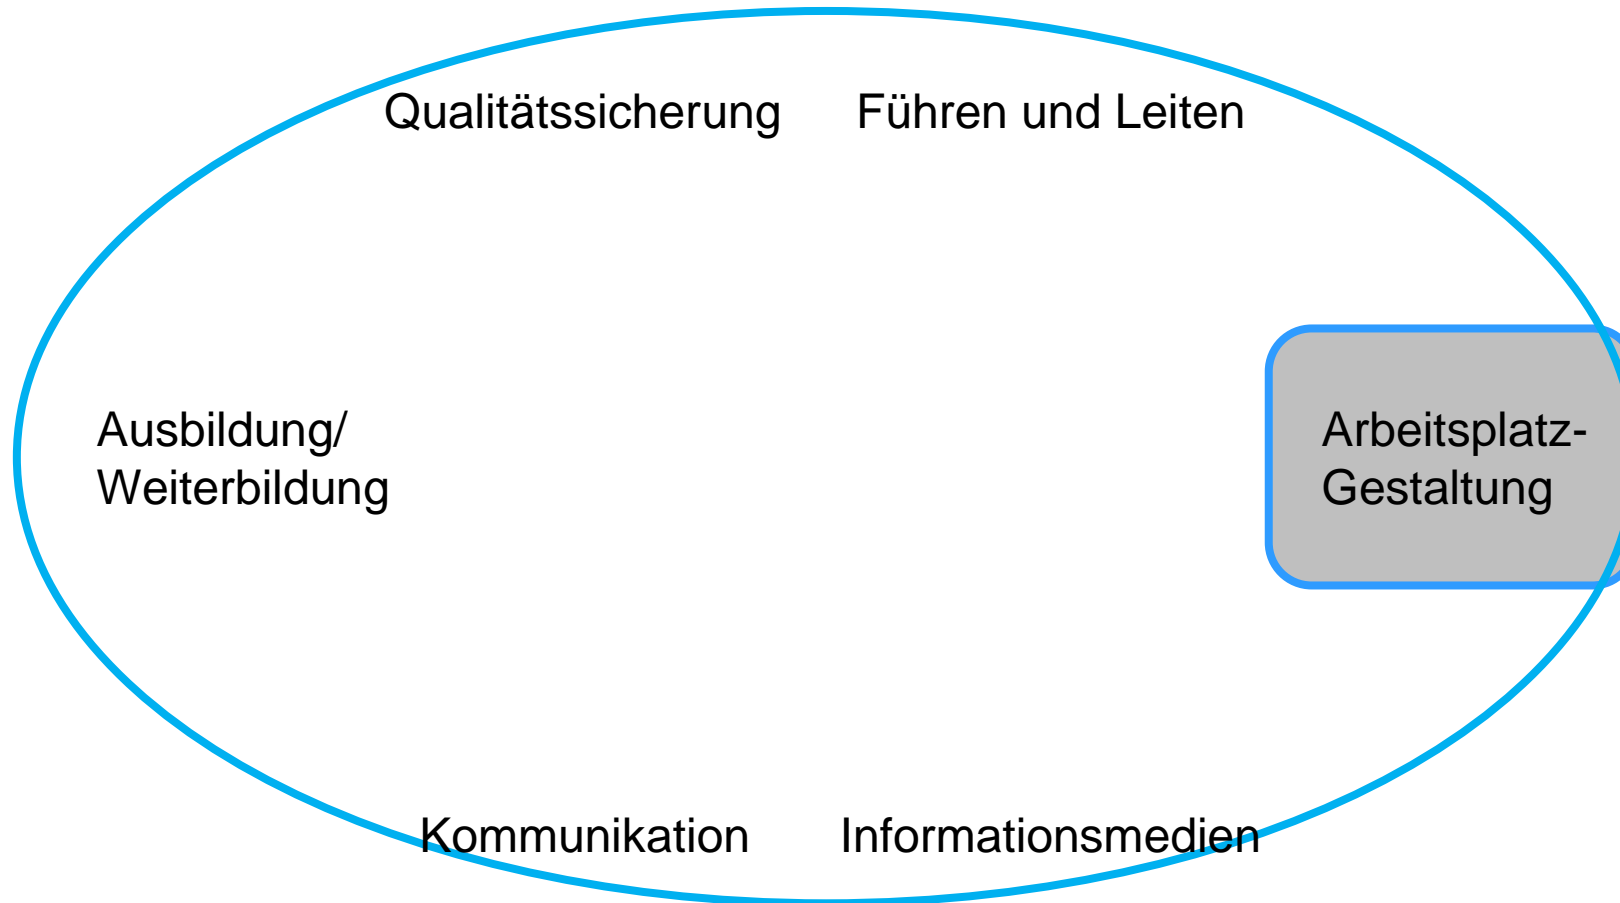 Qualitätssicherung
Führen und Leiten
Ausbildung/
Weiterbildung
Arbeitsplatz-
Gestaltung
Kommunikation
Informationsmedien